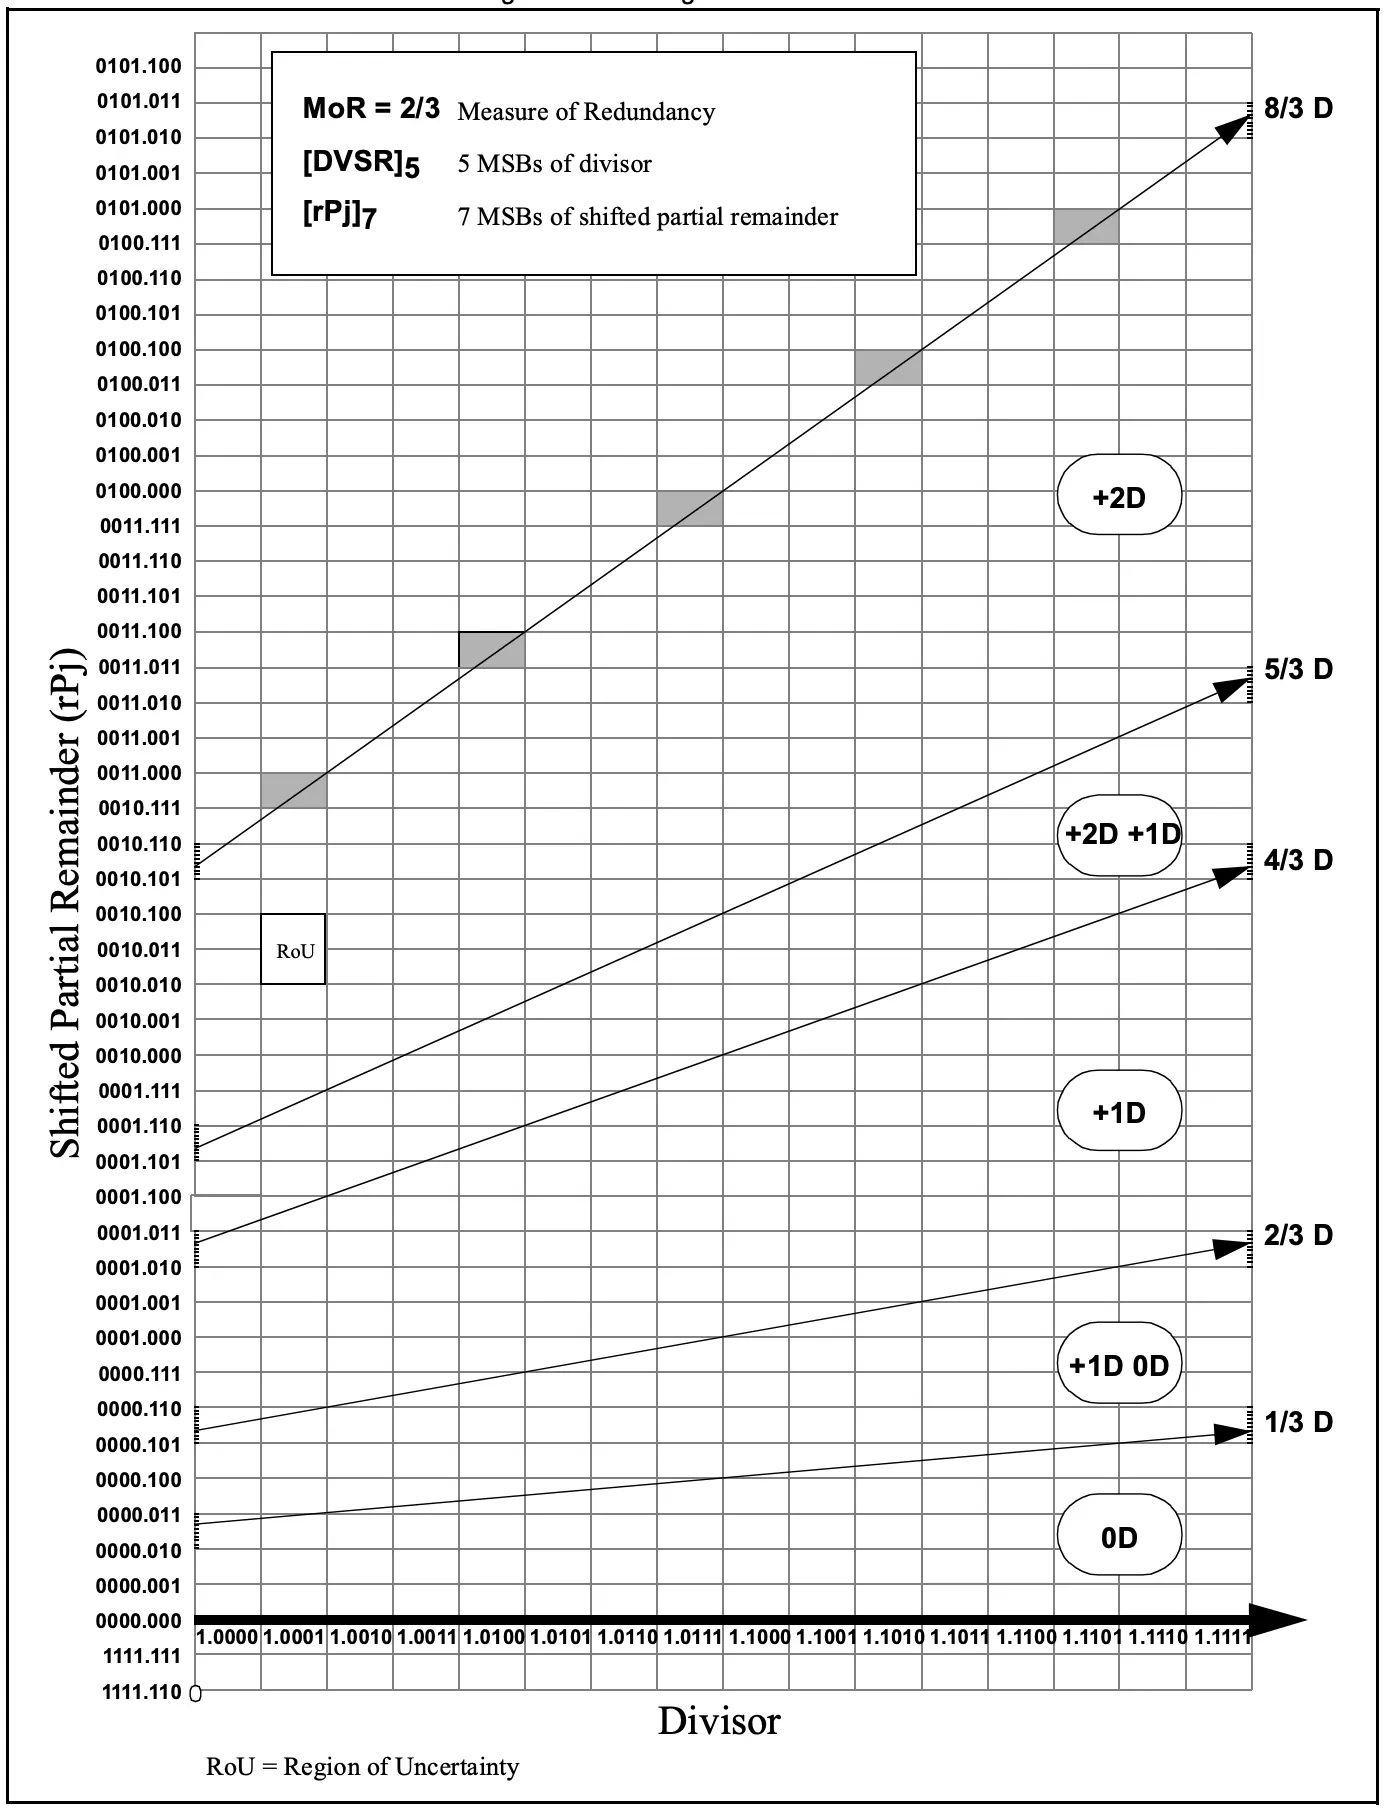 MoR = 2/3 Measure of Redundancy
[DVSR]5 5 MSBs of divisor
[rPj]7 7 MSBs of shifted partial remainder
0101.100
0101.011
0101.010
0101.001
0101.000
0100.111
0100.110
0100.101
0100.100
0100.011
0100.010
0100.001
0100.000
0011.111
0011.110
0011.101
0011.100
0011.011
0011.010
0011.001
0011.000
0010.111
0010.110
0010.101
0010.100
0010.011
0010.010
0010.001
0010.000
0001.111
0001.110
0001.101
0001.100
0001.011
0001.010
0001.001
0001.000
0000.111
0000.110
0000.101
0000.100
0000.011
0000.010
0000.001
0000.000
1111.111
1111.110
0
Shifted Partial Remainder (rPj)
RoU
8/3 D
+2D
5/3 D
+2D +1D
4/3 D
+1D
2/3 D
+1D 0D
1/3 D
0D
1.0000 1.0001 1.0010 1.0011 1.0100 1.0101 1.0110 1.0111 1.1000 1.1001 1.1010 1.1011 1.1100 1.1101 1.1110 1.1111
Divisor
RoU = Region of Uncertainty